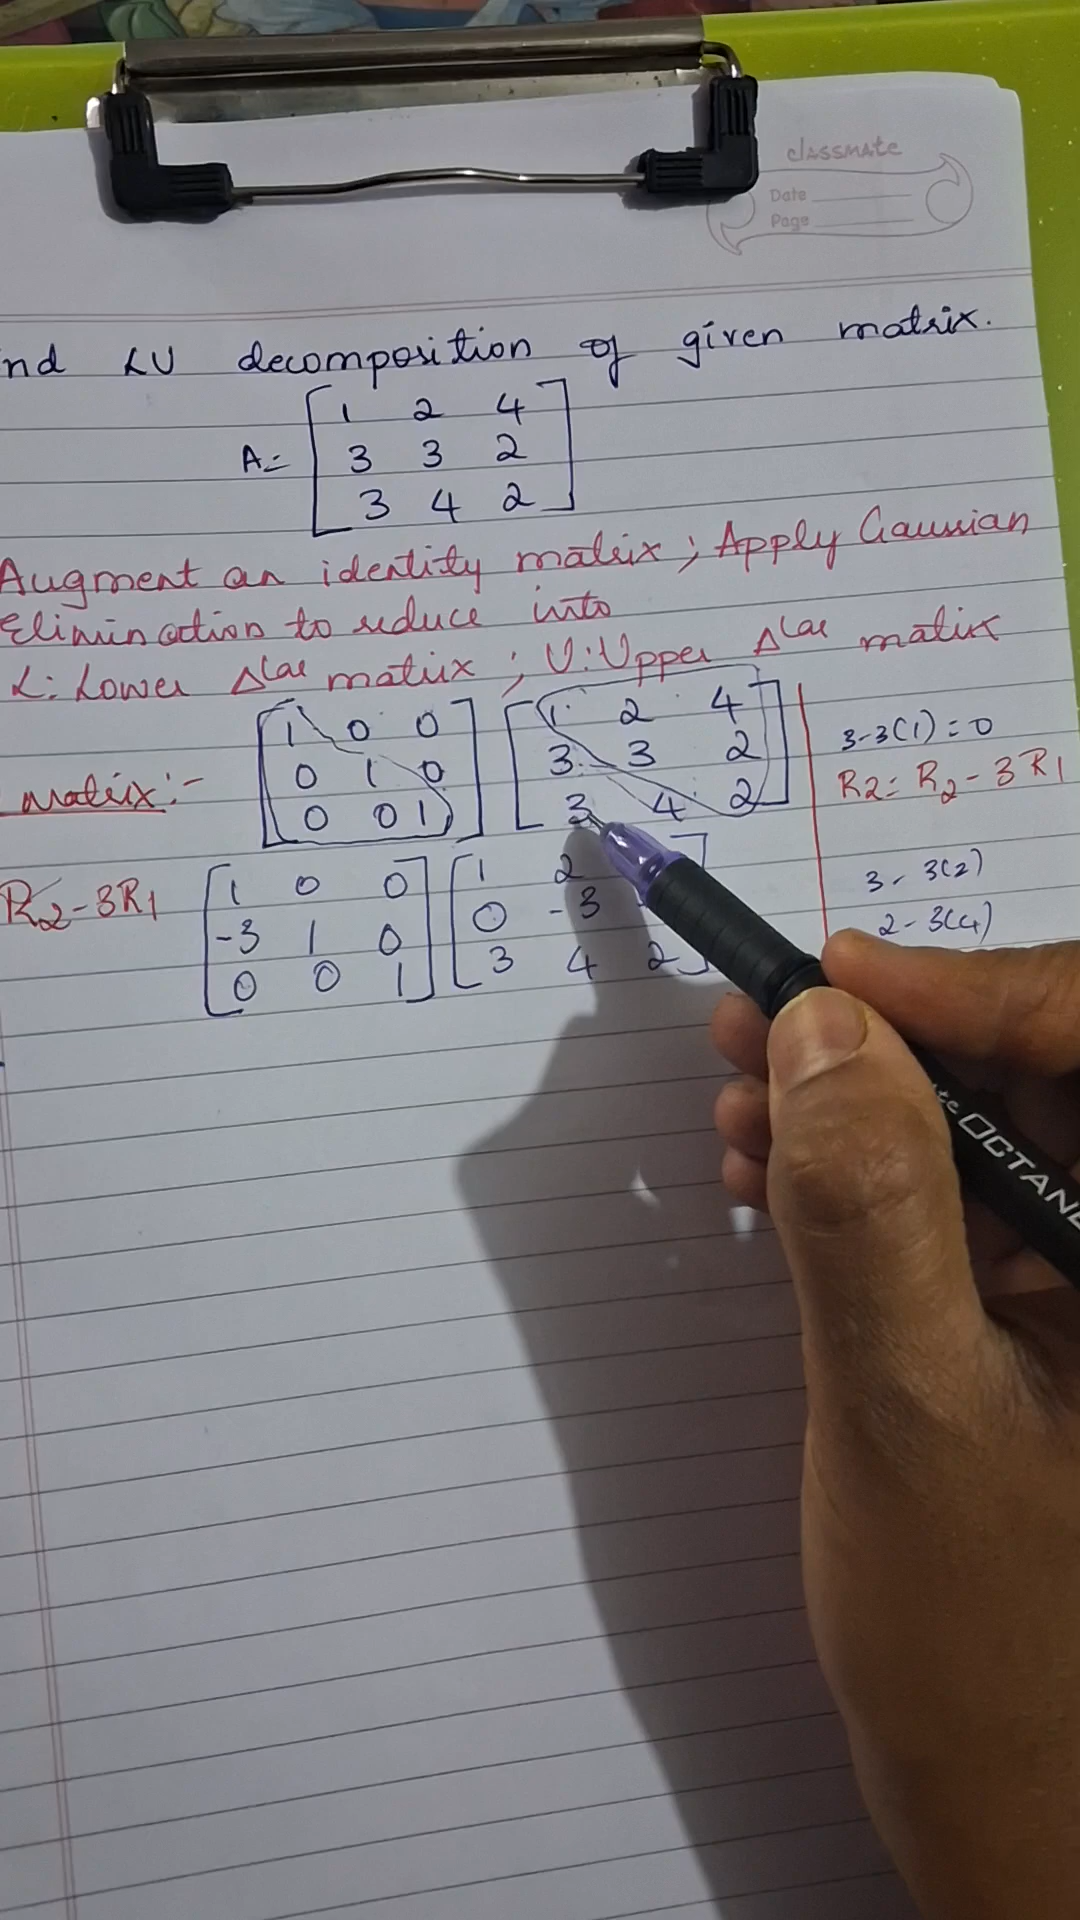 classmate
Date
Page
nd LU decomposition of given matrix.
A= [1 2 4
3 3 2
3 4 2]
Augment an identity matrix; Apply Gaussian
Elimination to reduce into
L: Lower Δlar matrix; U: Upper Δlar matrix
matrix:- [1 0 0] [1 2 4]
[0 1 0] [3 3 2]
[0 0 1] [3 4 2]
3-3(1)=0
R2= R2-3R1
R2-3R1 [1 0 0] [1 2
[-3 1 0] [0 -3
[0 0 1] [3 4 2]
3-3(2)
2-3(4)
OCTANE